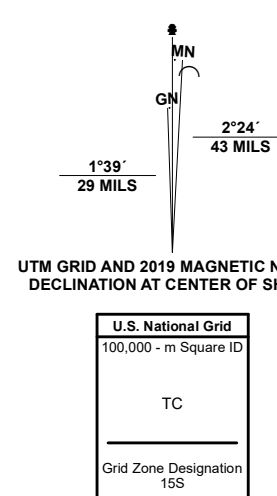 MN
GN
2°24´
43 MILS
1°39´
29 MILS
UTM GRID AND 2019 MAGNETIC
DECLINATION AT CENTER OF
U.S. National Grid
100,000 - m Square ID
TC
Grid Zone Designation
15S